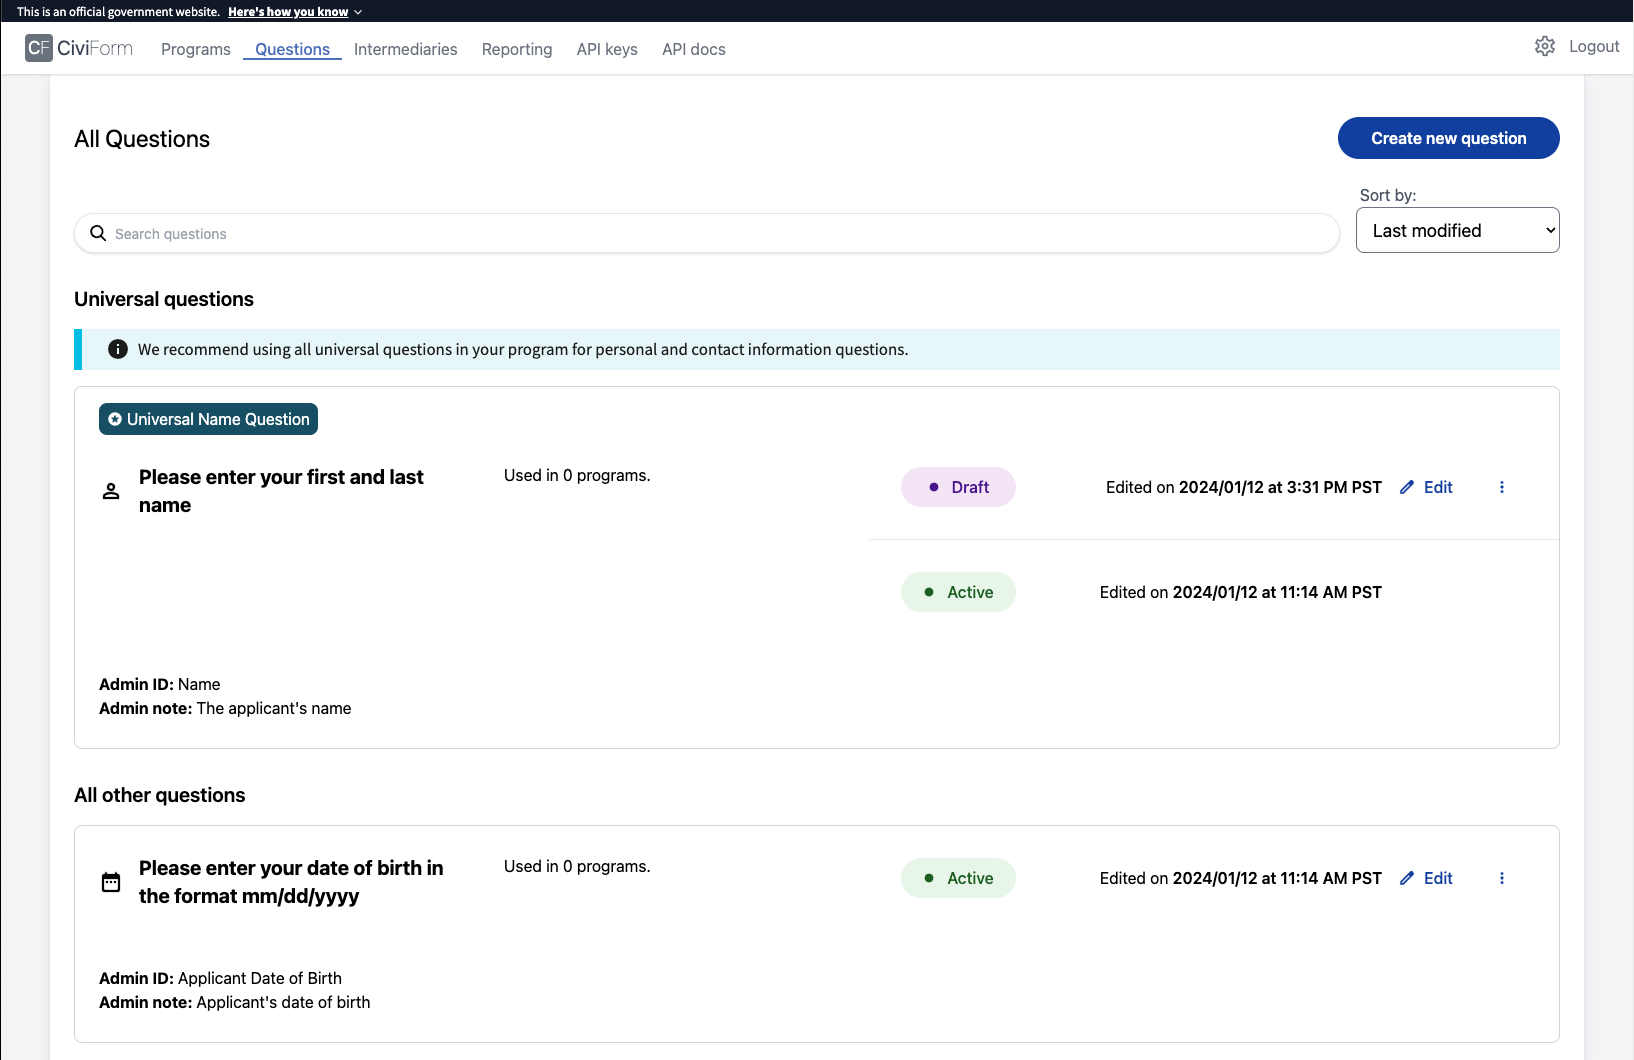 This is an official government website. Here's how you know
CF CiviForm Programs Questions Intermediaries Reporting API keys API docs Logout
All Questions
Create new question
Sort by:
Search questions
Last modified
Universal questions
We recommend using all universal questions in your program for personal and contact information questions.
Universal Name Question
Please enter your first and last
name
Used in 0 programs.
Draft
Edited on 2024/01/12 at 3:31 PM PST
Edit
Active
Edited on 2024/01/12 at 11:14 AM PST
Admin ID: Name
Admin note: The applicant's name
All other questions
Please enter your date of birth in
the format mm/dd/yyyy
Used in 0 programs.
Active
Edited on 2024/01/12 at 11:14 AM PST
Edit
Admin ID: Applicant Date of Birth
Admin note: Applicant's date of birth